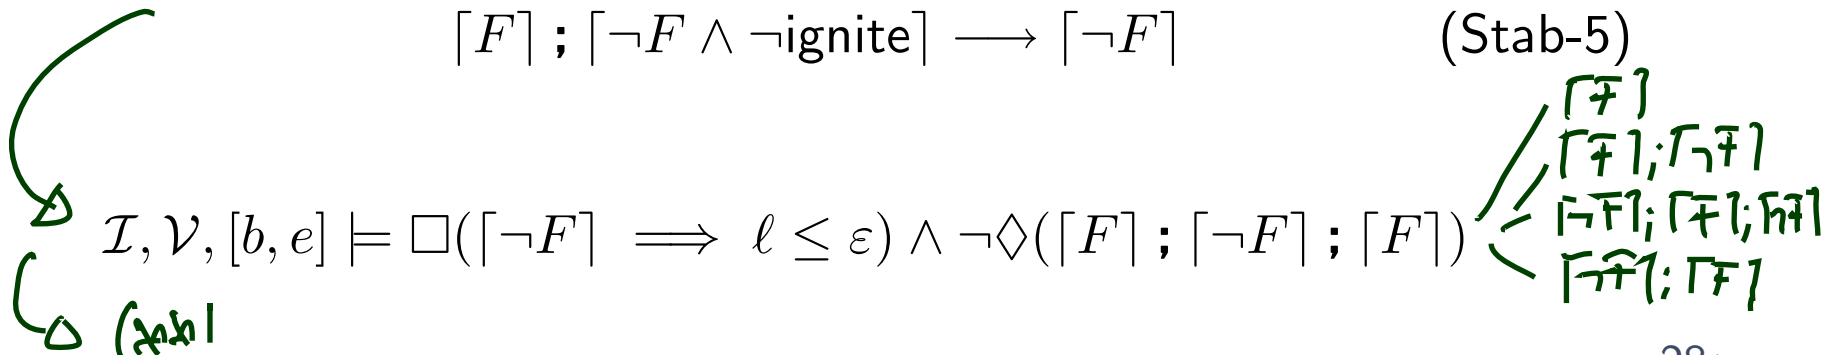 ⌈F⌉ ; ⌈¬F ∧ ¬ignite⌉ ⟶ ⌈¬F⌉ (Stab-5)
⌈F⌉
⌈F⌉;⌈¬F⌉
ℐ, 𝒱, [b, e] ⊨ □(⌈¬F⌉ ⟹ ℓ ≤ ε) ∧ ¬◇(⌈F⌉ ; ⌈¬F⌉ ; ⌈F⌉)
⌈¬F⌉;⌈F⌉;⌈¬F⌉
⌈¬F⌉;⌈F⌉